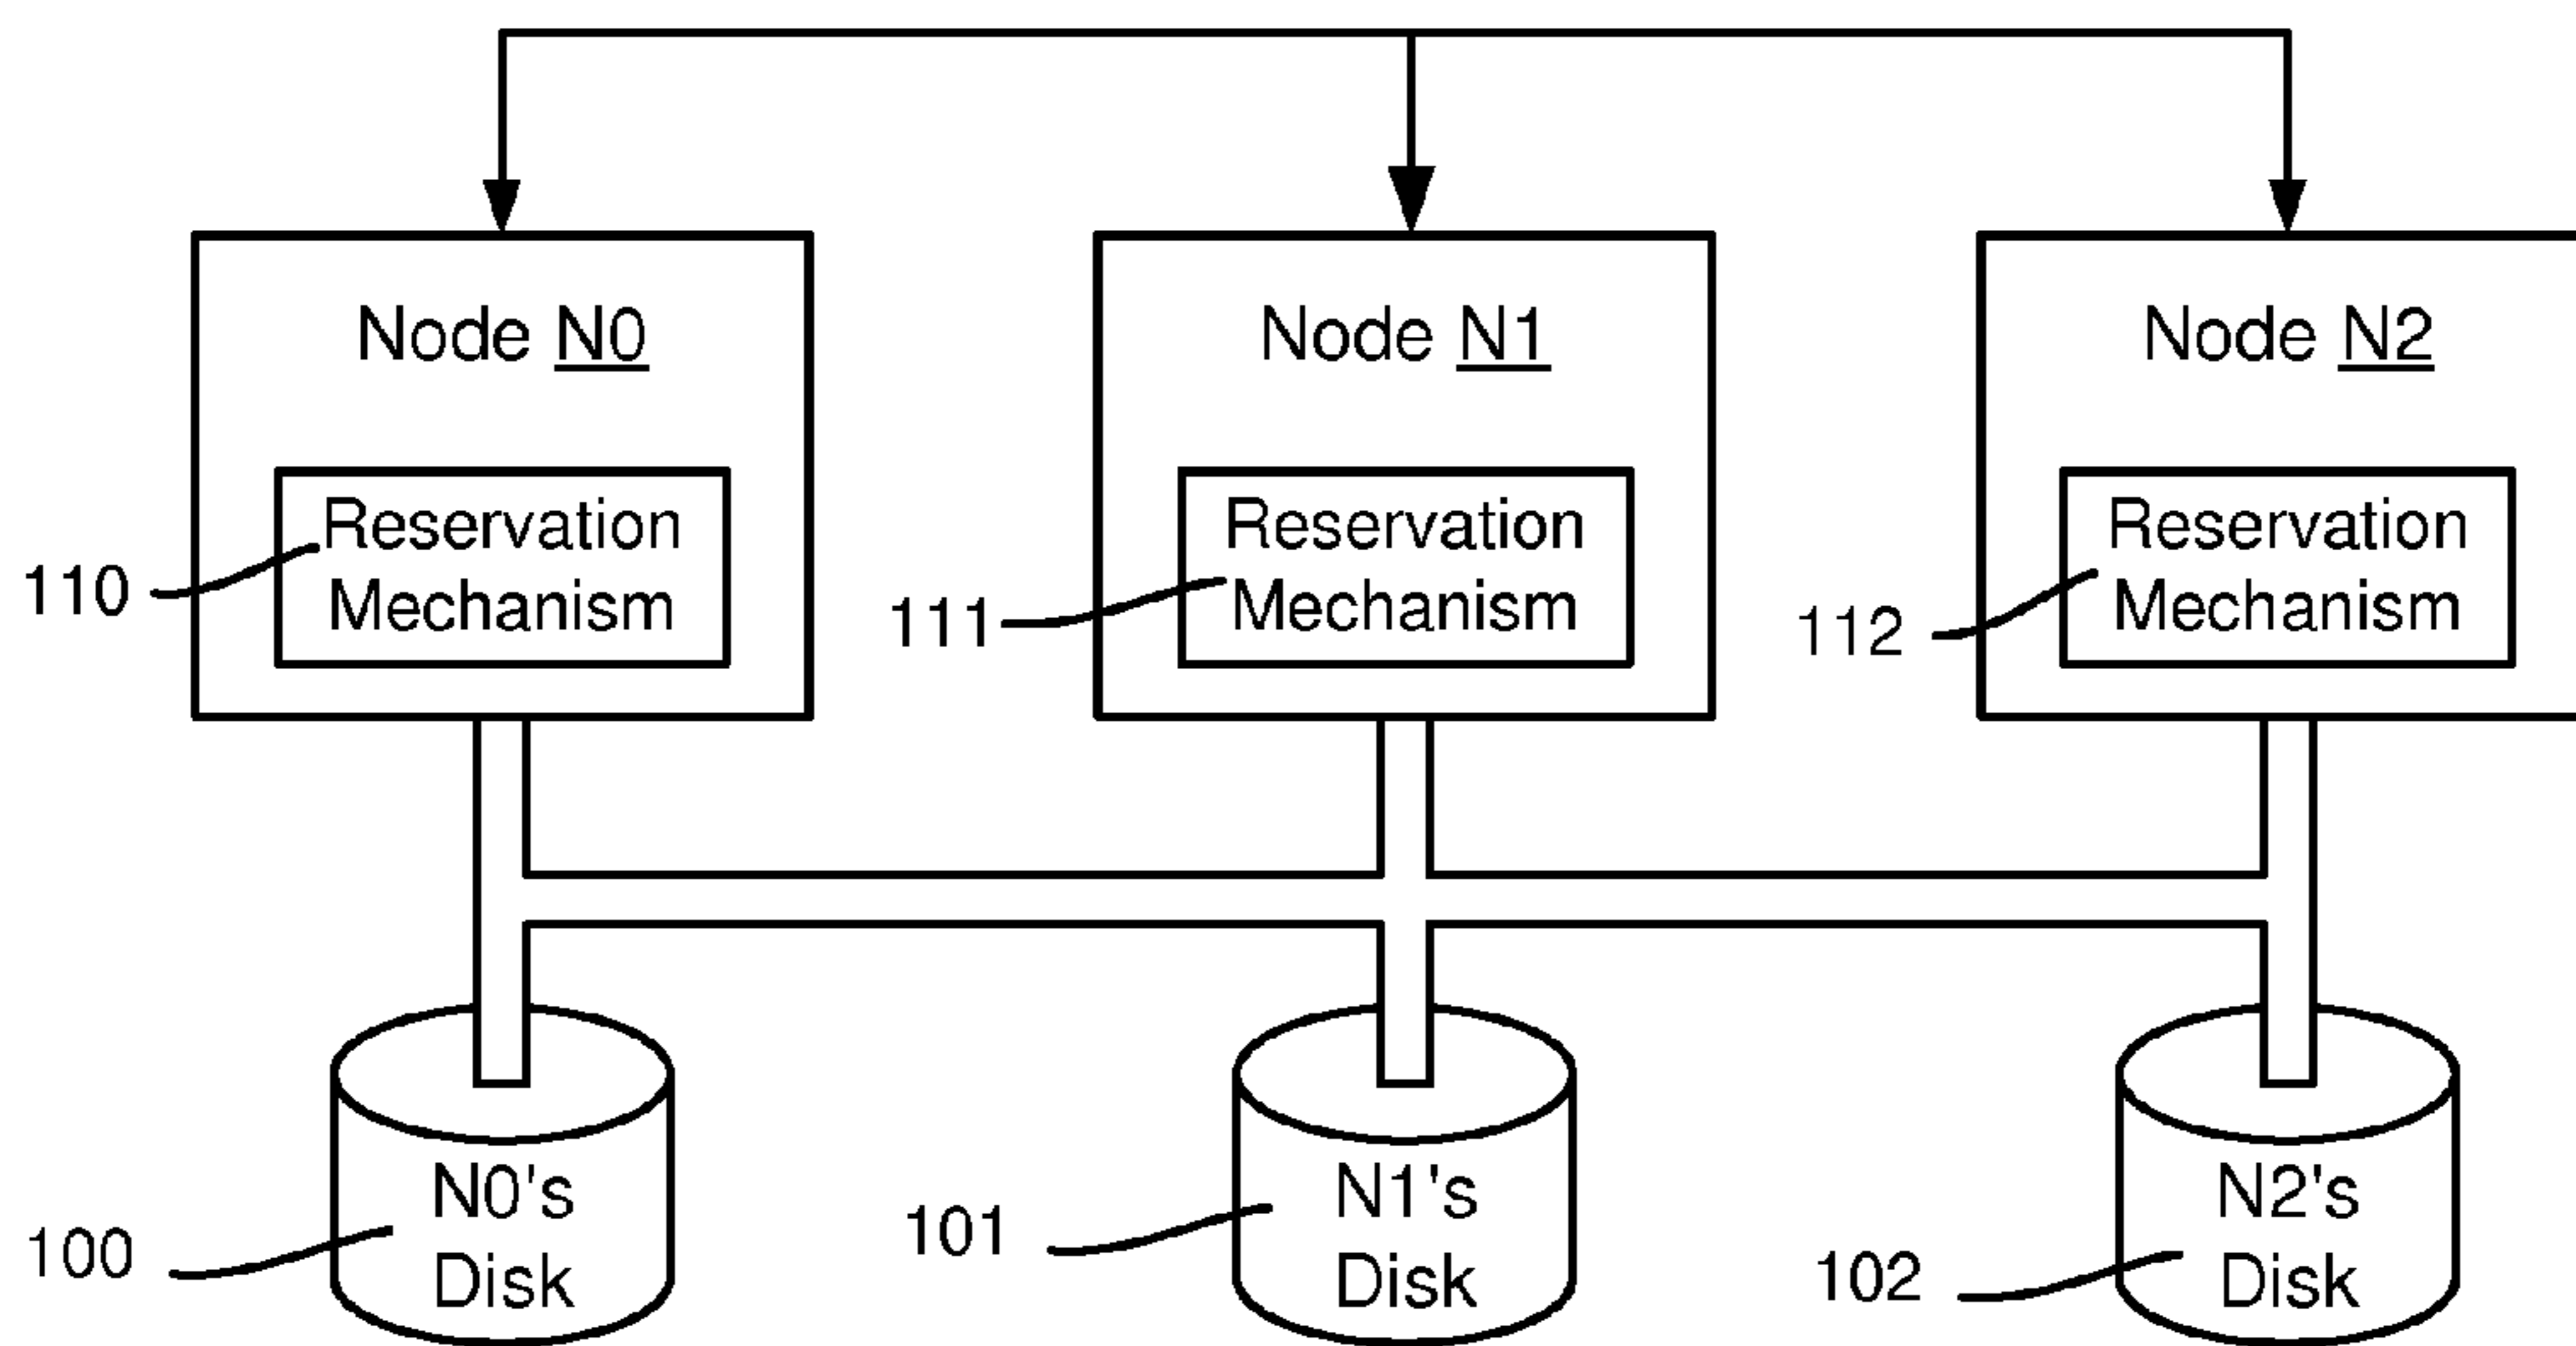 Node N0
Node N1
Node N2
Reservation
Mechanism
Reservation
Mechanism
Reservation
Mechanism
110
111
112
N0's
Disk
N1's
Disk
N2's
Disk
100
101
102